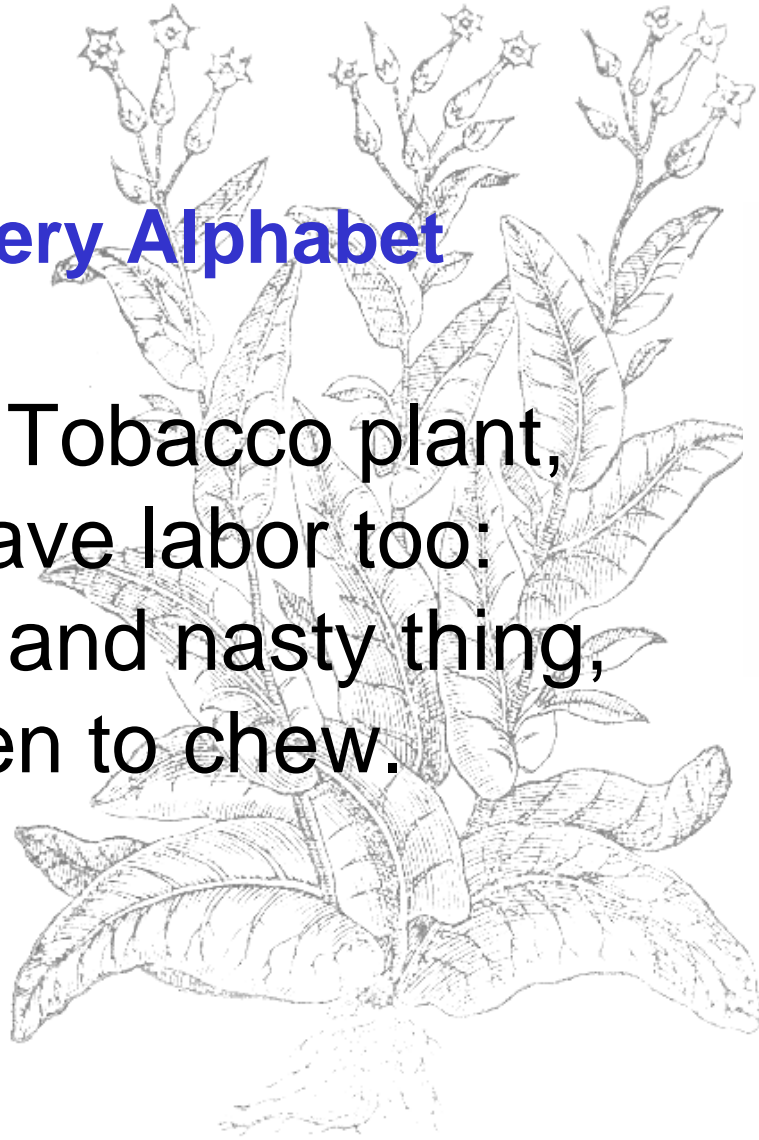 ery Alphabet
Tobacco plant,
ave labor too:
and nasty thing,
en to chew.